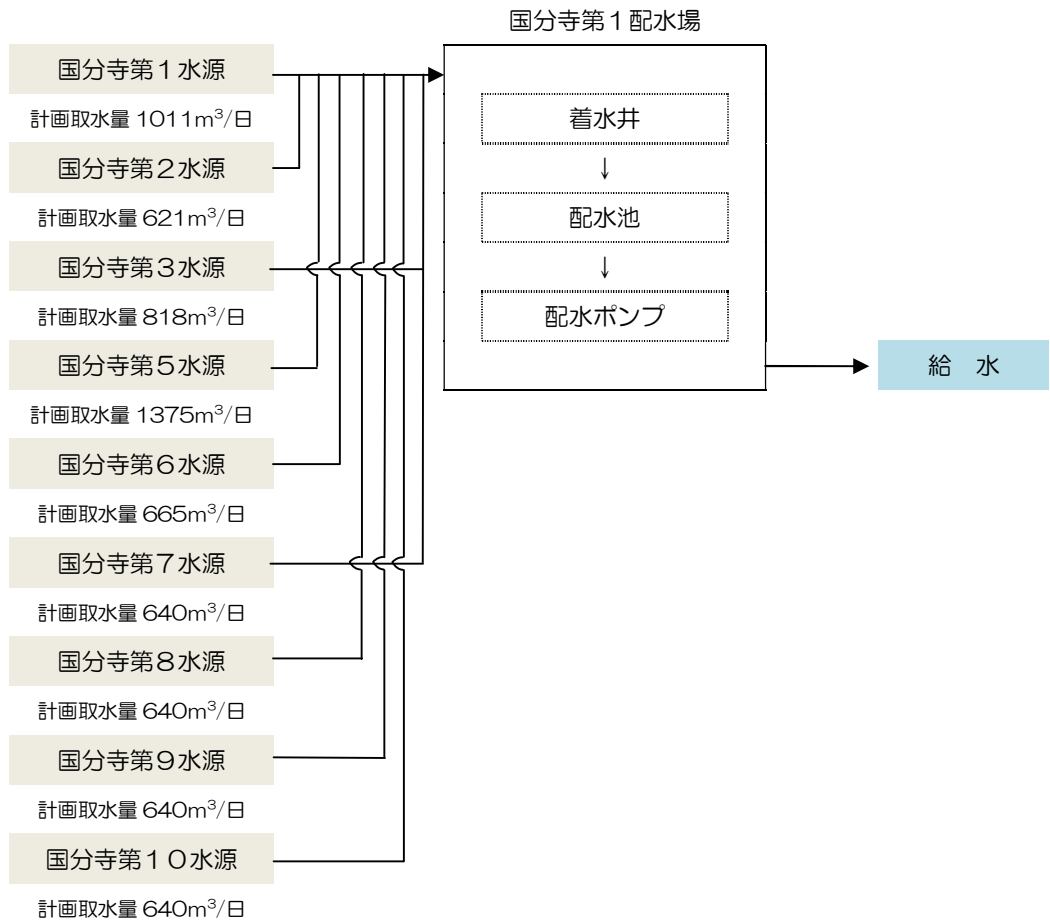 国分寺第１配水場
国分寺第１水源
計画取水量 1011m³/日
国分寺第２水源
計画取水量 621m³/日
国分寺第３水源
計画取水量 818m³/日
国分寺第５水源
計画取水量 1375m³/日
国分寺第６水源
計画取水量 665m³/日
国分寺第７水源
計画取水量 640m³/日
国分寺第８水源
計画取水量 640m³/日
国分寺第９水源
計画取水量 640m³/日
国分寺第１０水源
計画取水量 640m³/日
着水井
↓
配水池
↓
配水ポンプ
給　水